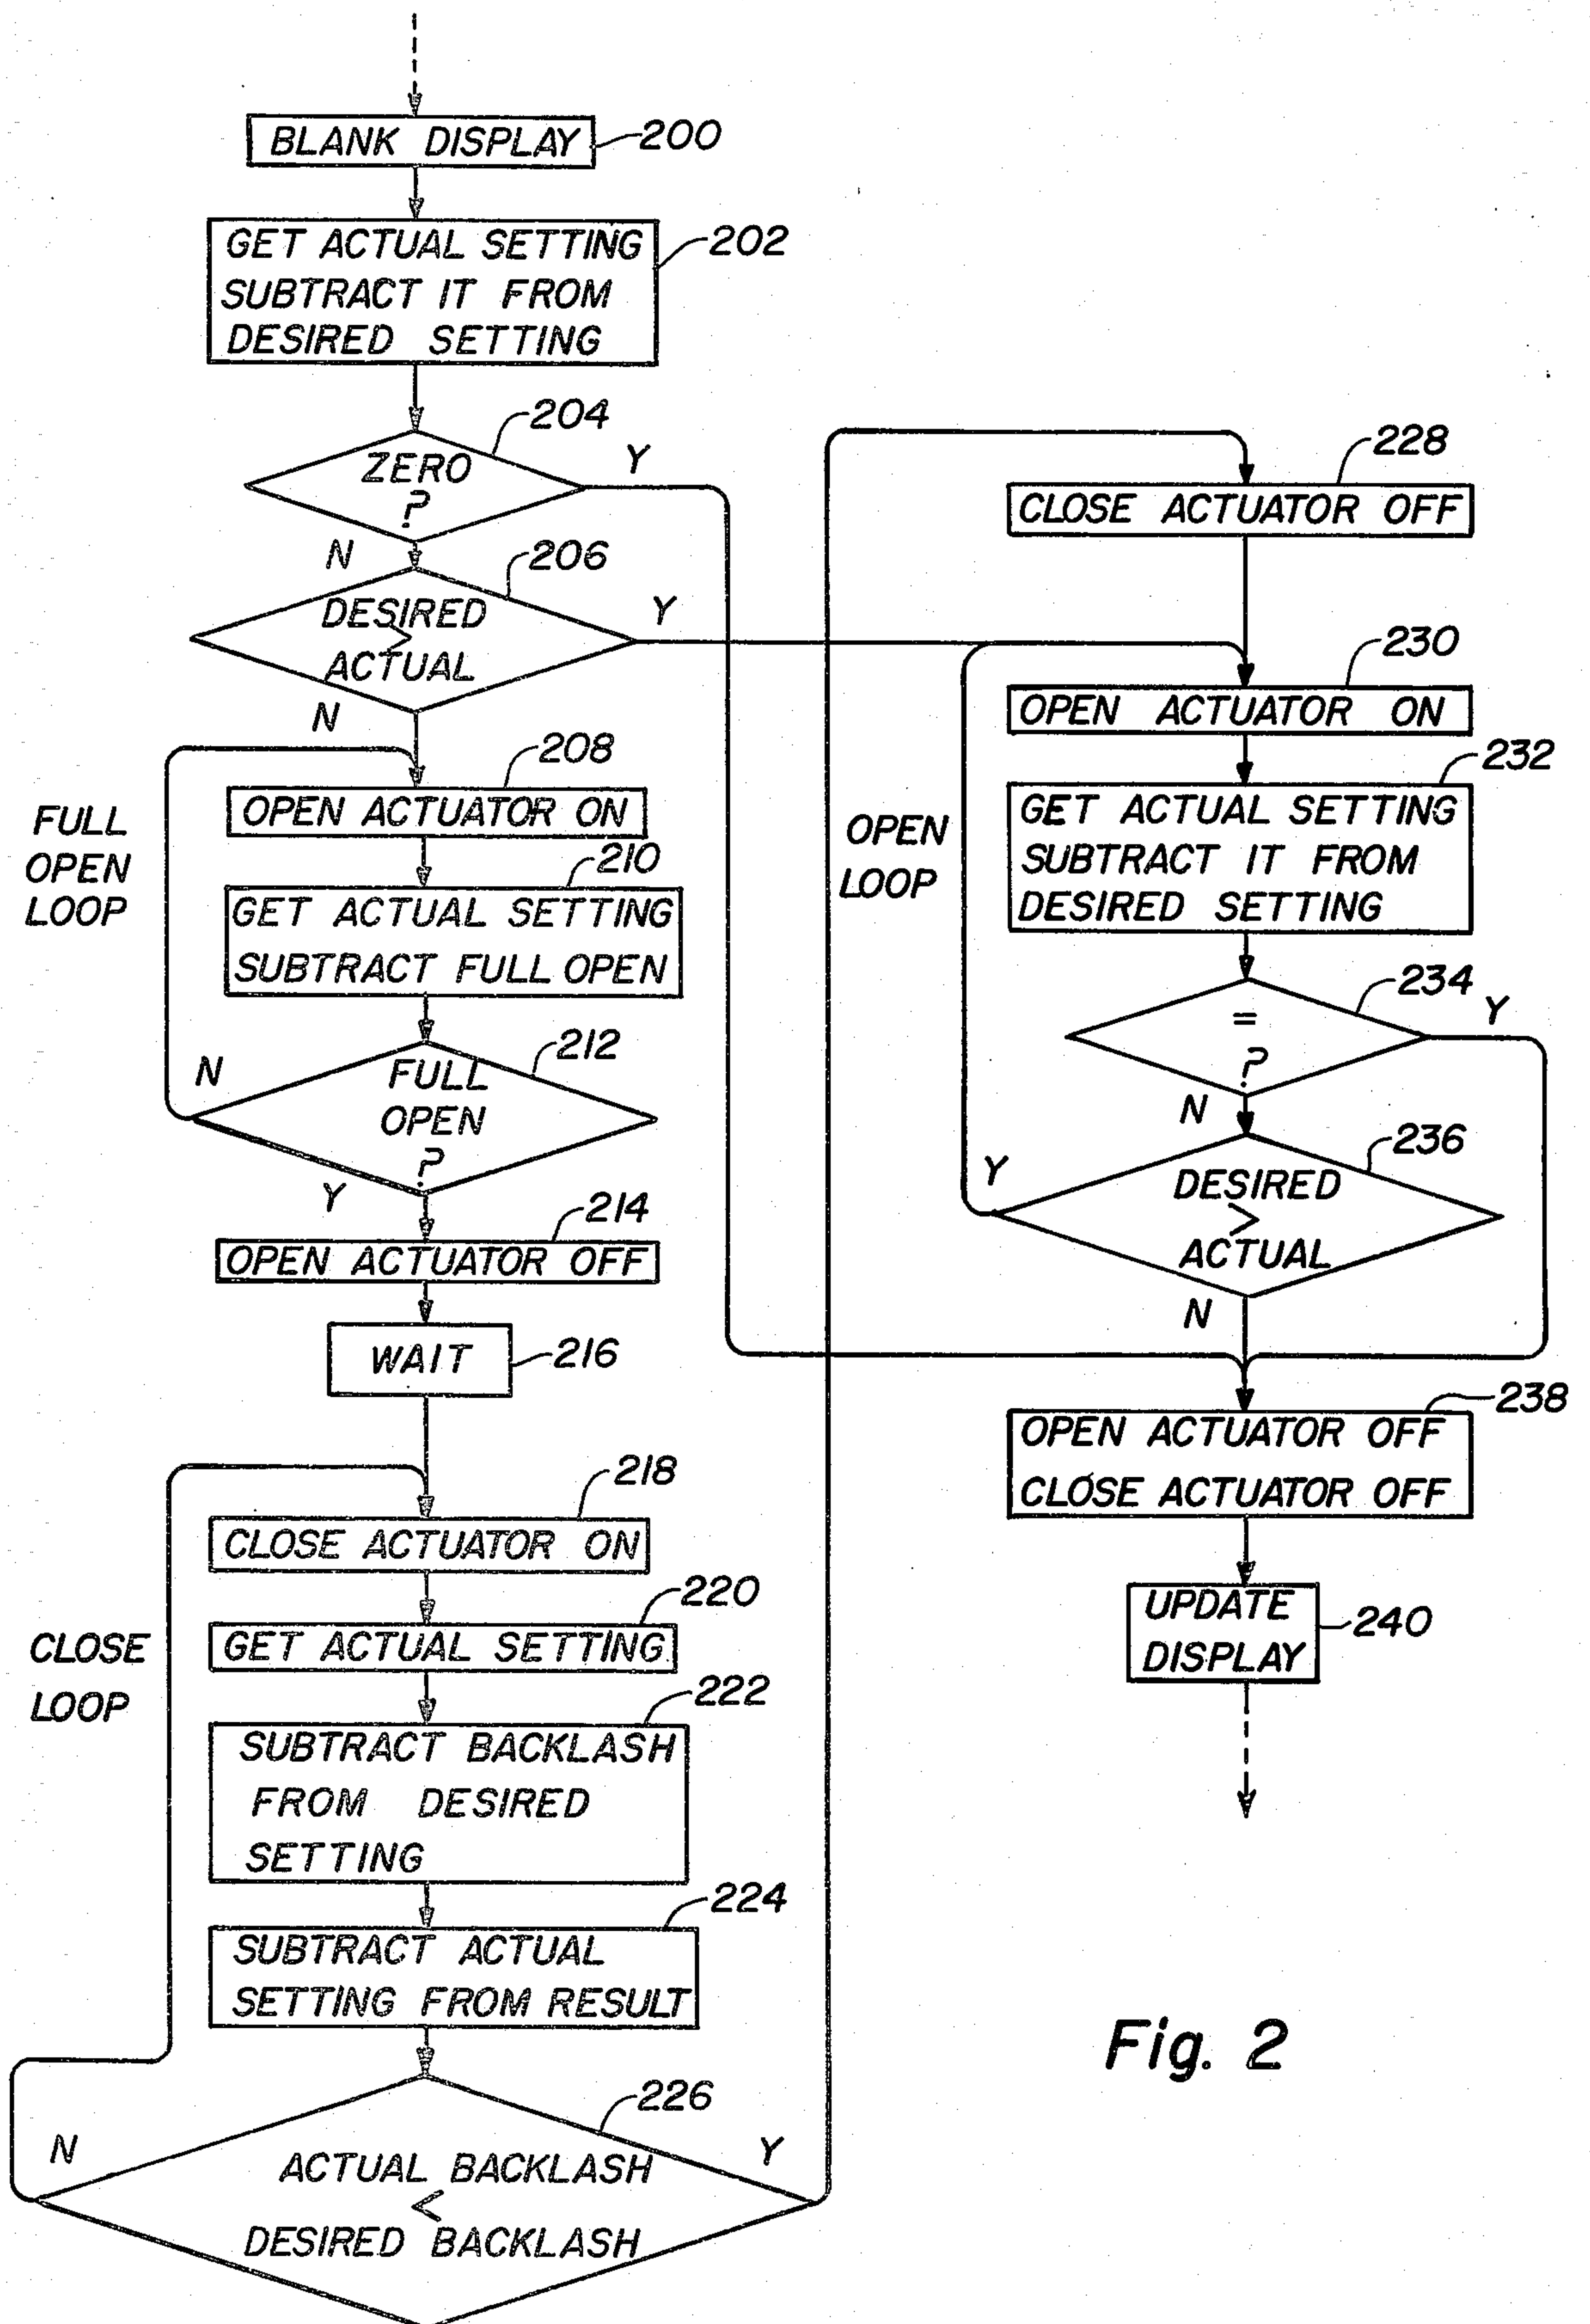 BLANK DISPLAY
200
GET ACTUAL SETTING
SUBTRACT IT FROM
DESIRED SETTING
202
ZERO
?
204
Y
N
DESIRED
>
ACTUAL
206
Y
N
FULL
OPEN
LOOP
OPEN ACTUATOR ON
208
GET ACTUAL SETTING
SUBTRACT FULL OPEN
210
FULL
OPEN
?
212
N
Y
OPEN ACTUATOR OFF
214
WAIT
216
CLOSE
LOOP
CLOSE ACTUATOR ON
218
GET ACTUAL SETTING
220
SUBTRACT BACKLASH
FROM DESIRED
SETTING
222
SUBTRACT ACTUAL
SETTING FROM RESULT
224
ACTUAL BACKLASH
<
DESIRED BACKLASH
226
N
Y
CLOSE ACTUATOR OFF
228
OPEN
LOOP
OPEN ACTUATOR ON
230
GET ACTUAL SETTING
SUBTRACT IT FROM
DESIRED SETTING
232
=
?
234
Y
N
DESIRED
>
ACTUAL
236
Y
N
OPEN ACTUATOR OFF
CLOSE ACTUATOR OFF
238
UPDATE
DISPLAY
240
Fig. 2